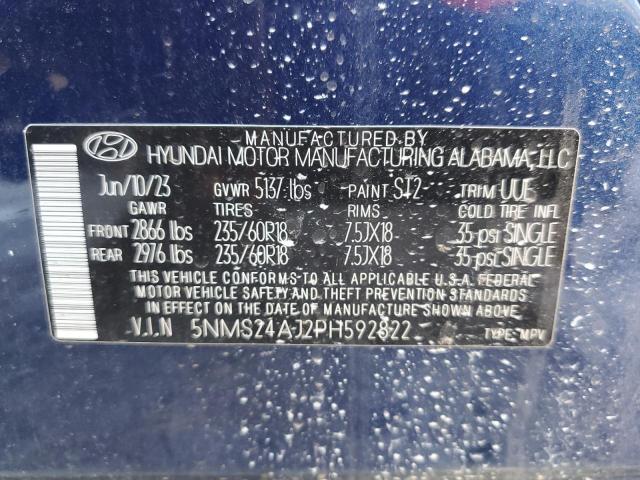 MANUFACTURED BY
HYUNDAI MOTOR MANUFACTURING ALABAMA, LLC
Jun/10/23 GVWR 5137 lbs PAINT ST2 TRIM UUE
GAWR TIRES RIMS COLD TIRE INFL
FRONT 2866 lbs 235/60R18 7.5JX18 35 psi SINGLE
REAR 2976 lbs 235/60R18 7.5JX18 35 psi SINGLE
THIS VEHICLE CONFORMS TO ALL APPLICABLE U.S.A. FEDERAL
MOTOR VEHICLE SAFETY AND THEFT PREVENTION STANDARDS
IN EFFECT ON THE DATE OF MANUFACTURE SHOWN ABOVE.
V.I.N 5NMS24AJ2PH592822 TYPE: MPV